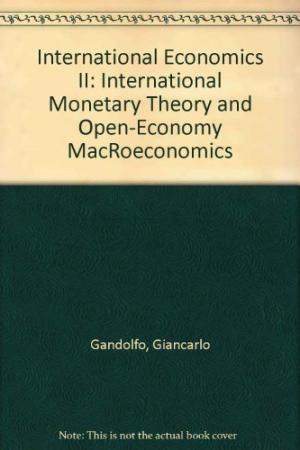 International Economics
II: International
Monetary Theory and
Open-Economy
MacRoeconomics
Gandolfo, Giancarlo
Note: This is not the actual book cover